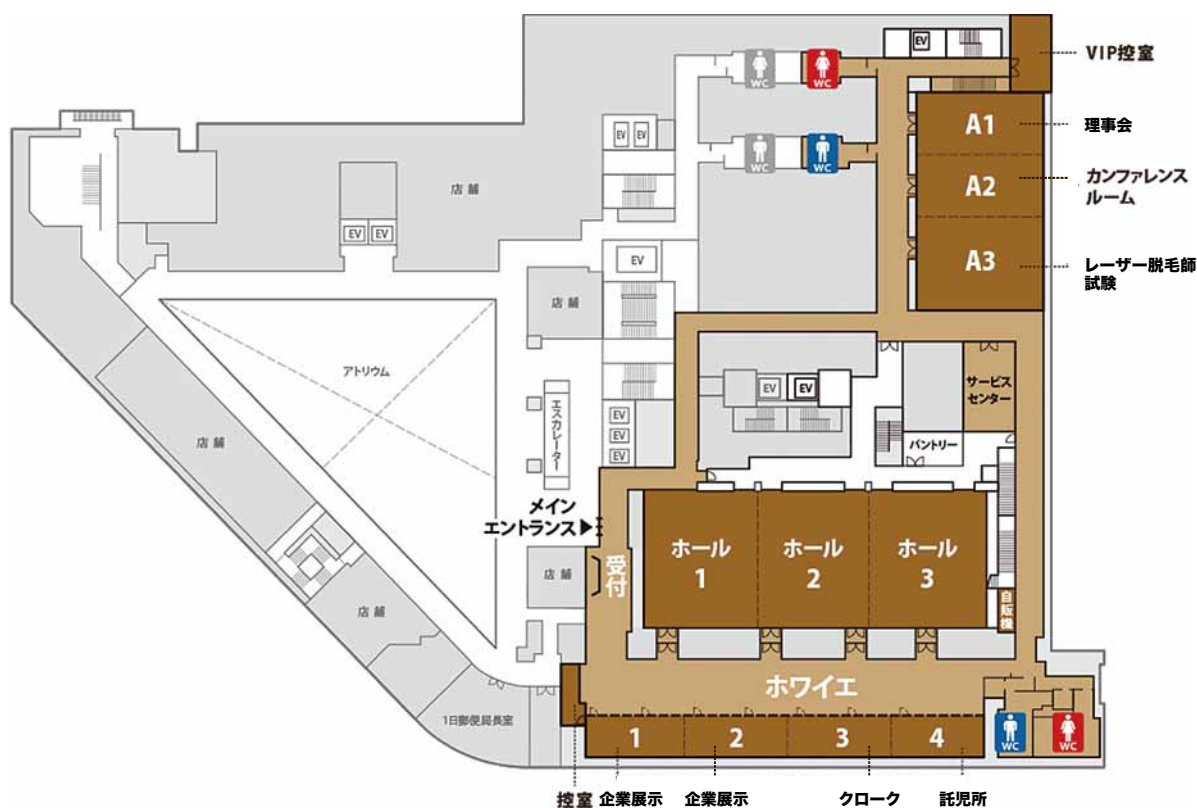 EV
WC
WC
VIP控室
A1
理事会
EV
EV
WC
WC
A2
カンファレンス
ルーム
店舗
EV
EV
EV
A3
レーザー脱毛師
試験
店舗
アトリウム
EV
EV
サービス
センター
エスカレーター
EV
EV
EV
パントリー
店舗
メイン
エントランス
受付
ホール
1
ホール
2
ホール
3
店舗
自販機
店舗
ホワイエ
1日郵便局長室
1
2
3
4
WC
WC
控室
企業展示
企業展示
クローク
託児所